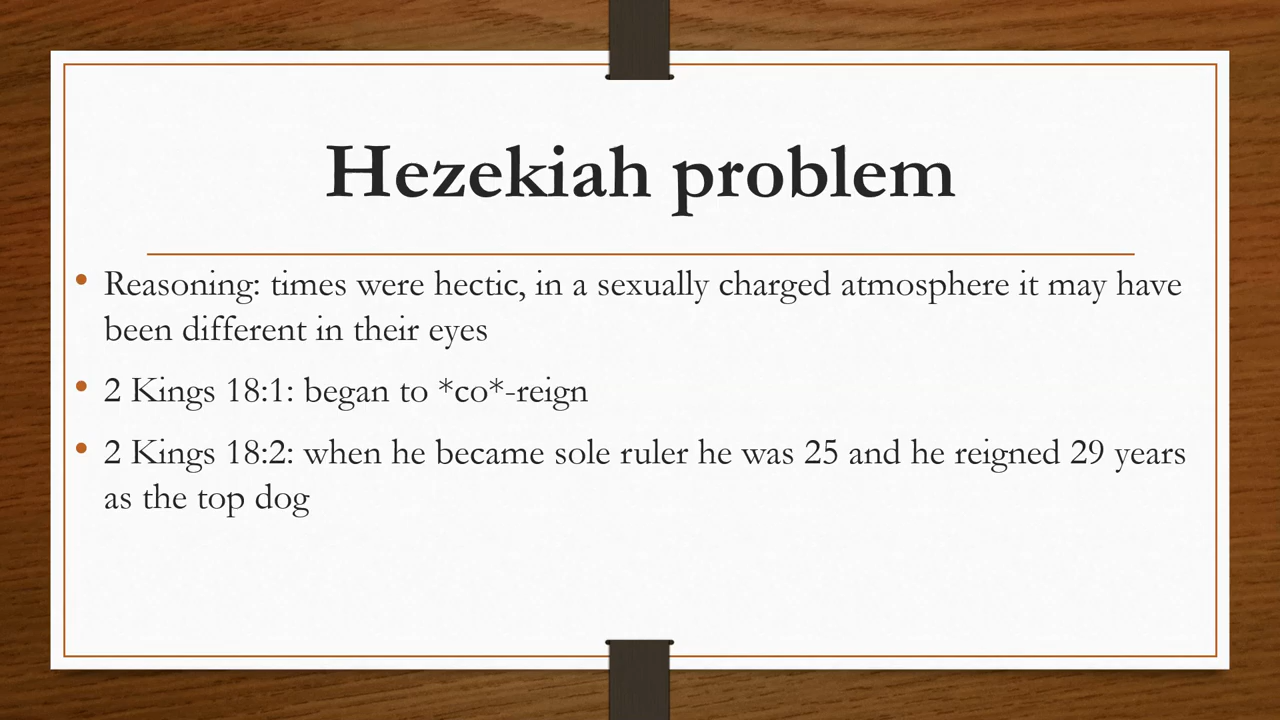 Hezekiah problem
• Reasoning: times were hectic, in a sexually charged atmosphere it may have
been different in their eyes
• 2 Kings 18:1: began to *co*-reign
• 2 Kings 18:2: when he became sole ruler he was 25 and he reigned 29 years
as the top dog